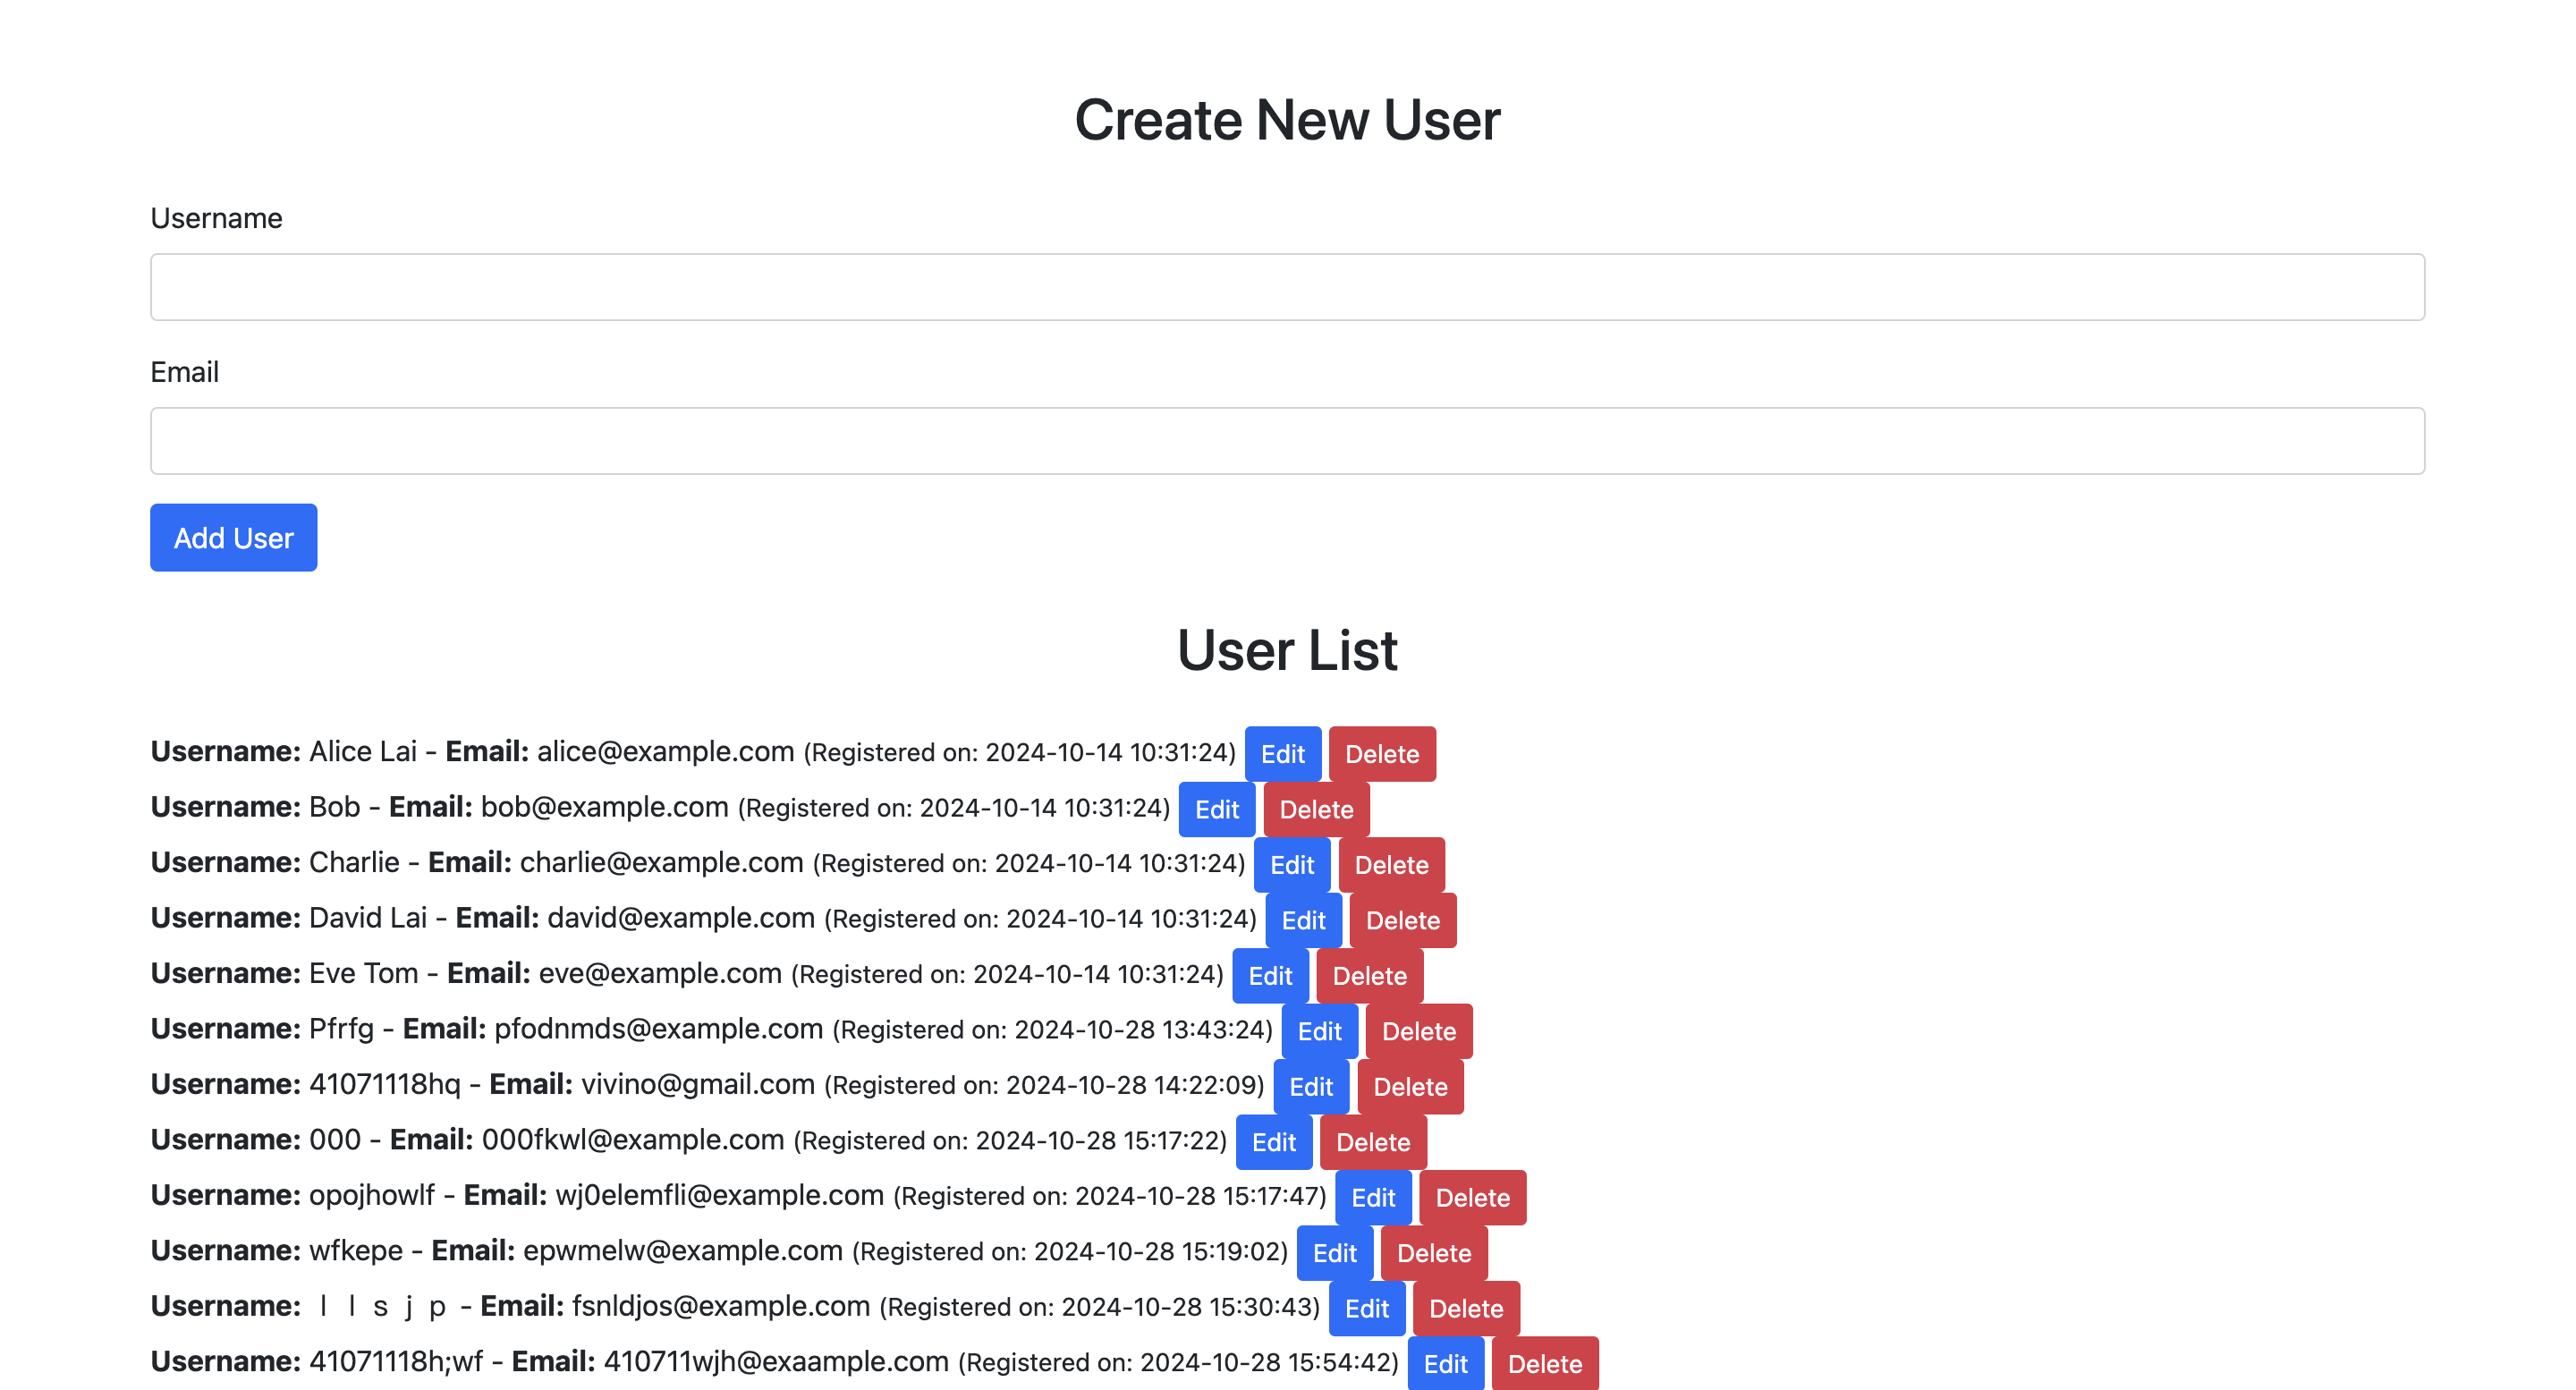 Create New User
Username
Email
Add User
User List
Username: Alice Lai - Email: alice@example.com (Registered on: 2024-10-14 10:31:24) Edit Delete
Username: Bob - Email: bob@example.com (Registered on: 2024-10-14 10:31:24) Edit Delete
Username: Charlie - Email: charlie@example.com (Registered on: 2024-10-14 10:31:24) Edit Delete
Username: David Lai - Email: david@example.com (Registered on: 2024-10-14 10:31:24) Edit Delete
Username: Eve Tom - Email: eve@example.com (Registered on: 2024-10-14 10:31:24) Edit Delete
Username: Pfrfg - Email: pfodnmds@example.com (Registered on: 2024-10-28 13:43:24) Edit Delete
Username: 41071118hq - Email: vivino@gmail.com (Registered on: 2024-10-28 14:22:09) Edit Delete
Username: 000 - Email: 000fkwl@example.com (Registered on: 2024-10-28 15:17:22) Edit Delete
Username: opojhowlf - Email: wj0elemfli@example.com (Registered on: 2024-10-28 15:17:47) Edit Delete
Username: wfkepe - Email: epwmelw@example.com (Registered on: 2024-10-28 15:19:02) Edit Delete
Username: ｌｌｓｊｐ - Email: fsnldjos@example.com (Registered on: 2024-10-28 15:30:43) Edit Delete
Username: 41071118h;wf - Email: 410711wjh@exaample.com (Registered on: 2024-10-28 15:54:42) Edit Delete